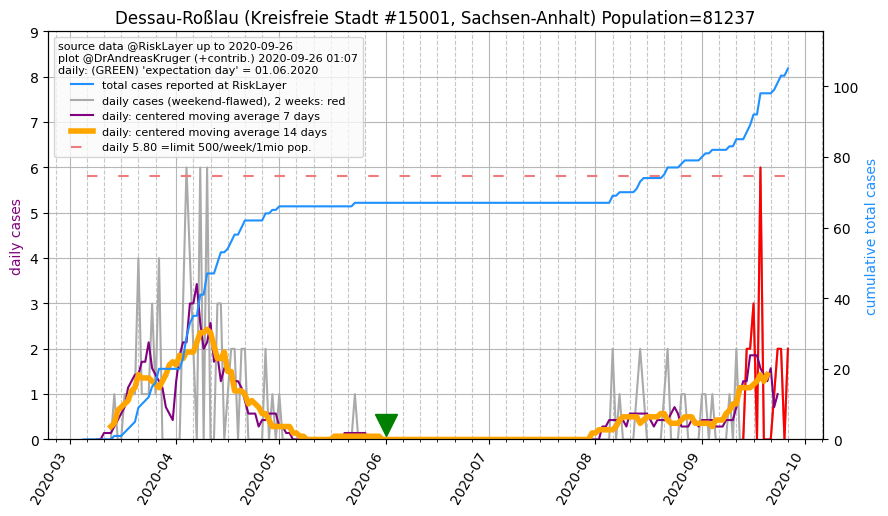 Dessau-Roßlau (Kreisfreie Stadt #15001, Sachsen-Anhalt) Population=81237
source data @RiskLayer up to 2020-09-26
plot @DrAndreasKruger (+contrib.) 2020-09-26 01:07
daily: (GREEN) 'expectation day' = 01.06.2020
total cases reported at RiskLayer
daily cases (weekend-flawed), 2 weeks: red
daily: centered moving average 7 days
daily: centered moving average 14 days
daily 5.80 =limit 500/week/1mio pop.
daily cases
9
8
7
6
5
4
3
2
1
0
100
80
60
40
20
0
cumulative total cases
2020-03
2020-04
2020-05
2020-06
2020-07
2020-08
2020-09
2020-10